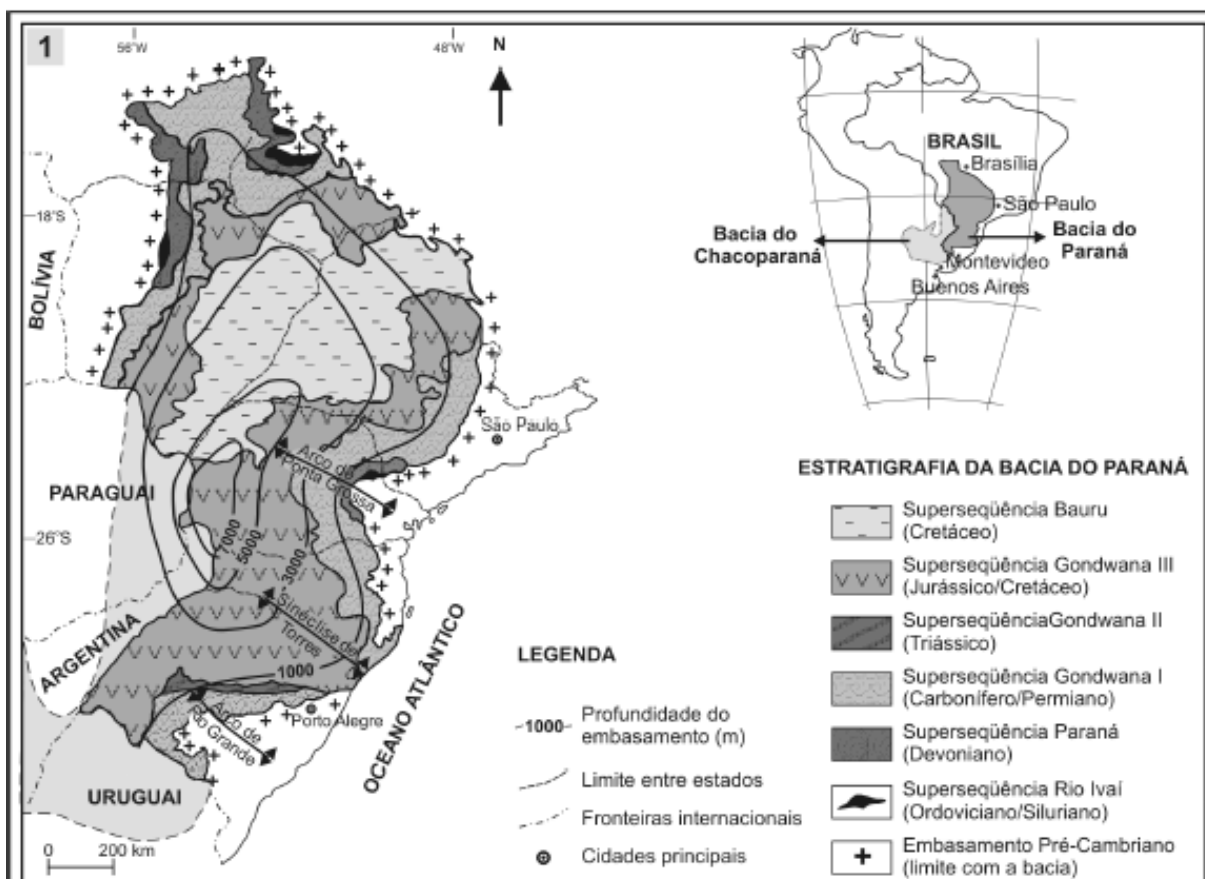 1
56°W
48°W
N
18°S
BOLÍVIA
São Paulo
Arco de
Ponta Grossa
PARAGUAI
26°S
7000
5000
3000
Sinéclise de
Torres
ARGENTINA
1000
Porto Alegre
Arco de
Rio Grande
OCEANO ATLÂNTICO
URUGUAI
0 200 km
BRASIL
Brasília
São Paulo
Bacia do
Chacoparaná
Bacia do
Paraná
Montevideo
Buenos Aires
LEGENDA
1000 Profundidade do
embasamento (m)
Limite entre estados
Fronteiras internacionais
Cidades principais
ESTRATIGRAFIA DA BACIA DO PARANÁ
Superseqüência Bauru
(Cretáceo)
Superseqüência Gondwana III
(Jurássico/Cretáceo)
SuperseqüênciaGondwana II
(Triássico)
Superseqüência Gondwana I
(Carbonífero/Permiano)
Superseqüência Paraná
(Devoniano)
Superseqüência Rio Ivaí
(Ordoviciano/Siluriano)
Embasamento Pré-Cambriano
(limite com a bacia)